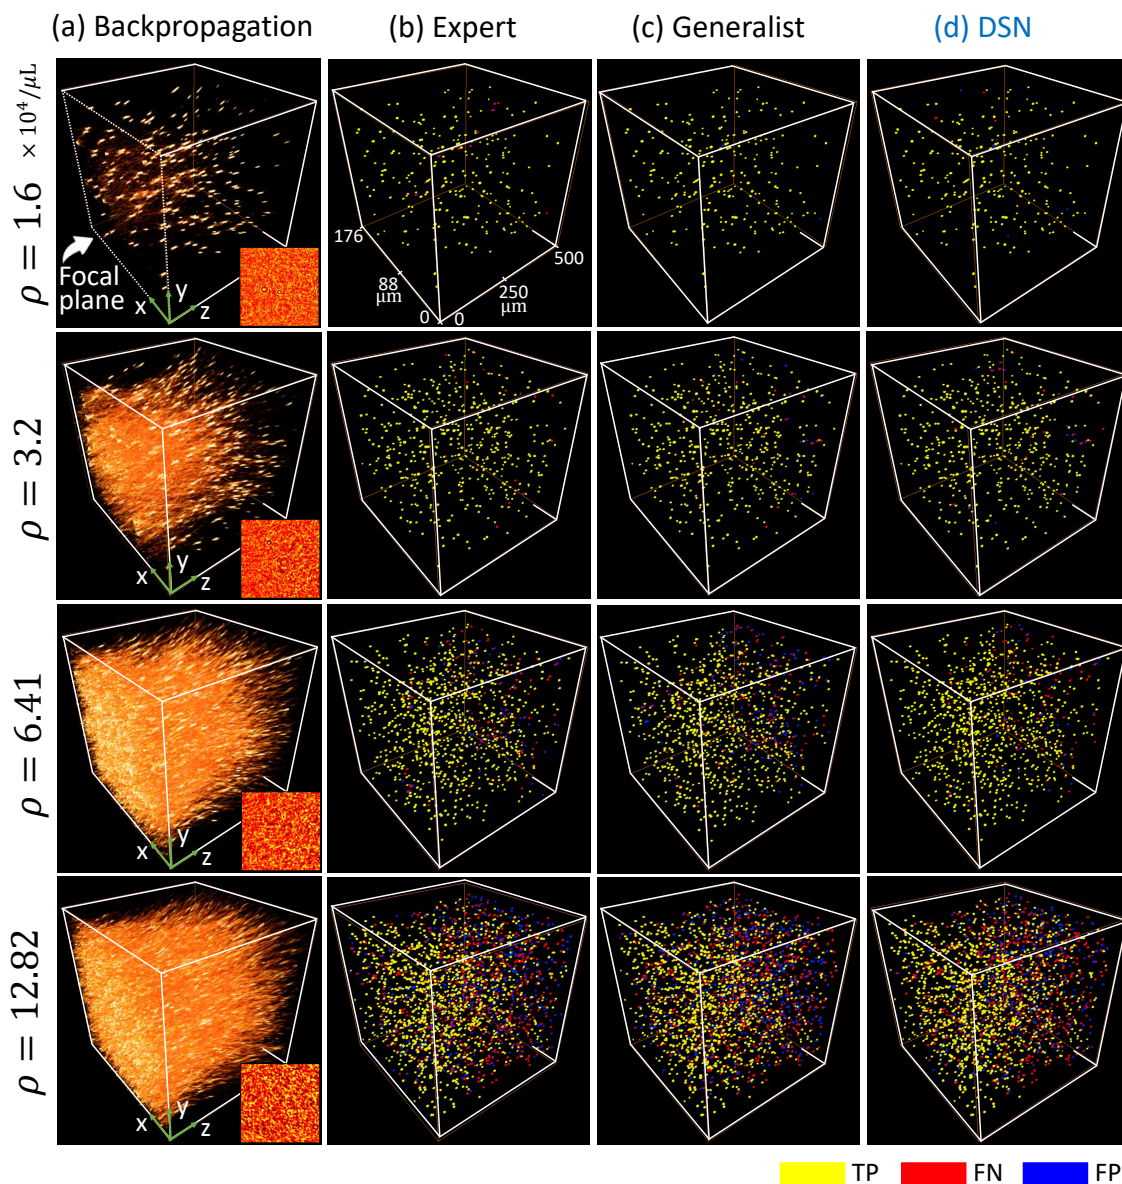 (a) Backpropagation (b) Expert (c) Generalist (d) DSN
ρ = 1.6 × 10⁴/μL
Focal
plane
x y z
176
88
μm
0 0
250
μm
500
ρ = 3.2
x y z
ρ = 6.41
x y z
ρ = 12.82
x y z
TP FN FP